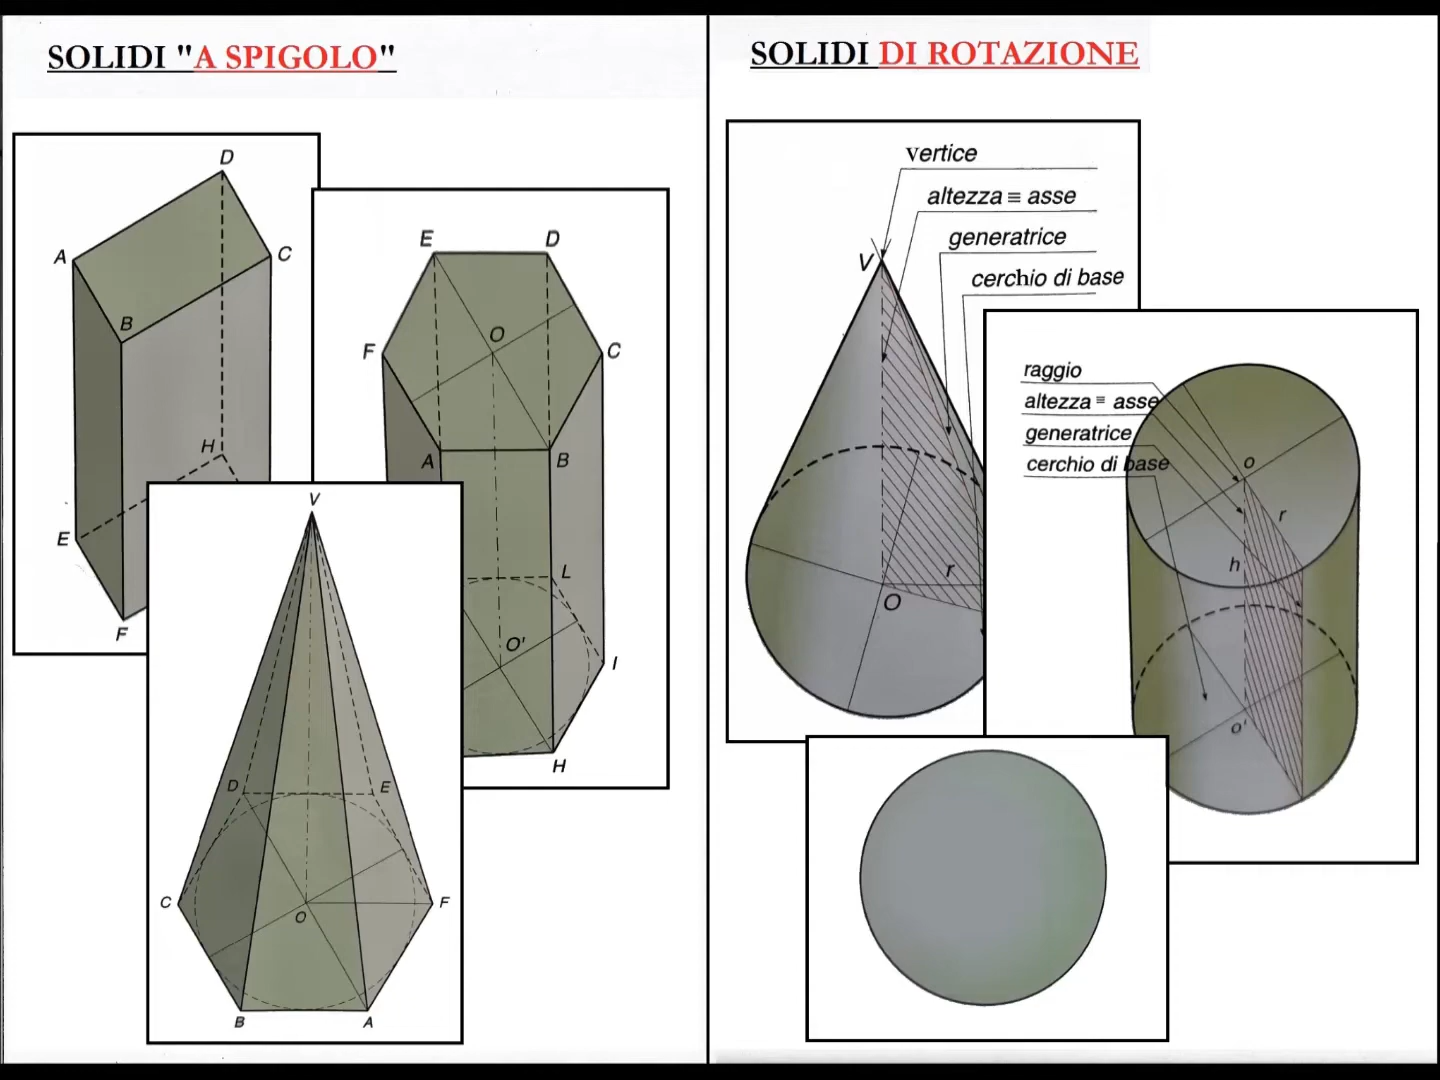 SOLIDI "A SPIGOLO"
D
A
C
B
H
E
F
E
D
O
F
C
A
B
L
O'
I
H
V
D
E
C
O
F
B
A
SOLIDI DI ROTAZIONE
vertice
altezza ≡ asse
generatrice
V
cerchio di base
r
O
raggio
altezza ≡ asse
generatrice
cerchio di base
o
r
h
o'